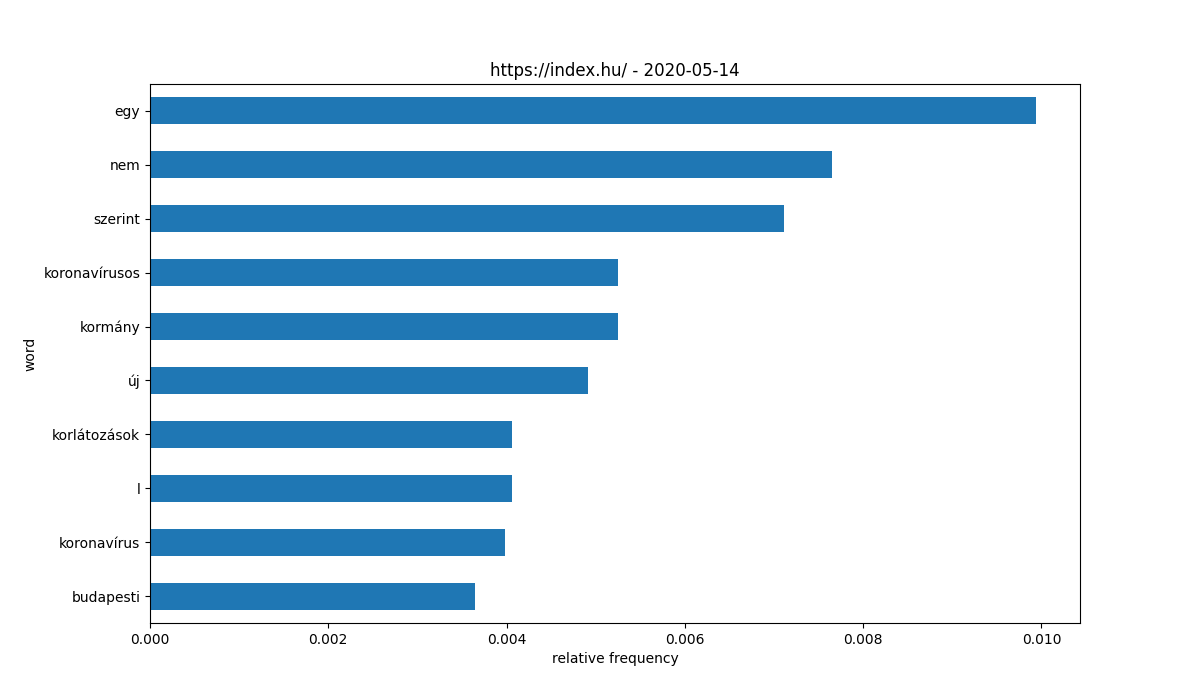 https://index.hu/ - 2020-05-14
egy
nem
szerint
koronavírusos
kormány
új
korlátozások
l
koronavírus
budapesti
word
0.000 0.002 0.004 0.006 0.008 0.010
relative frequency